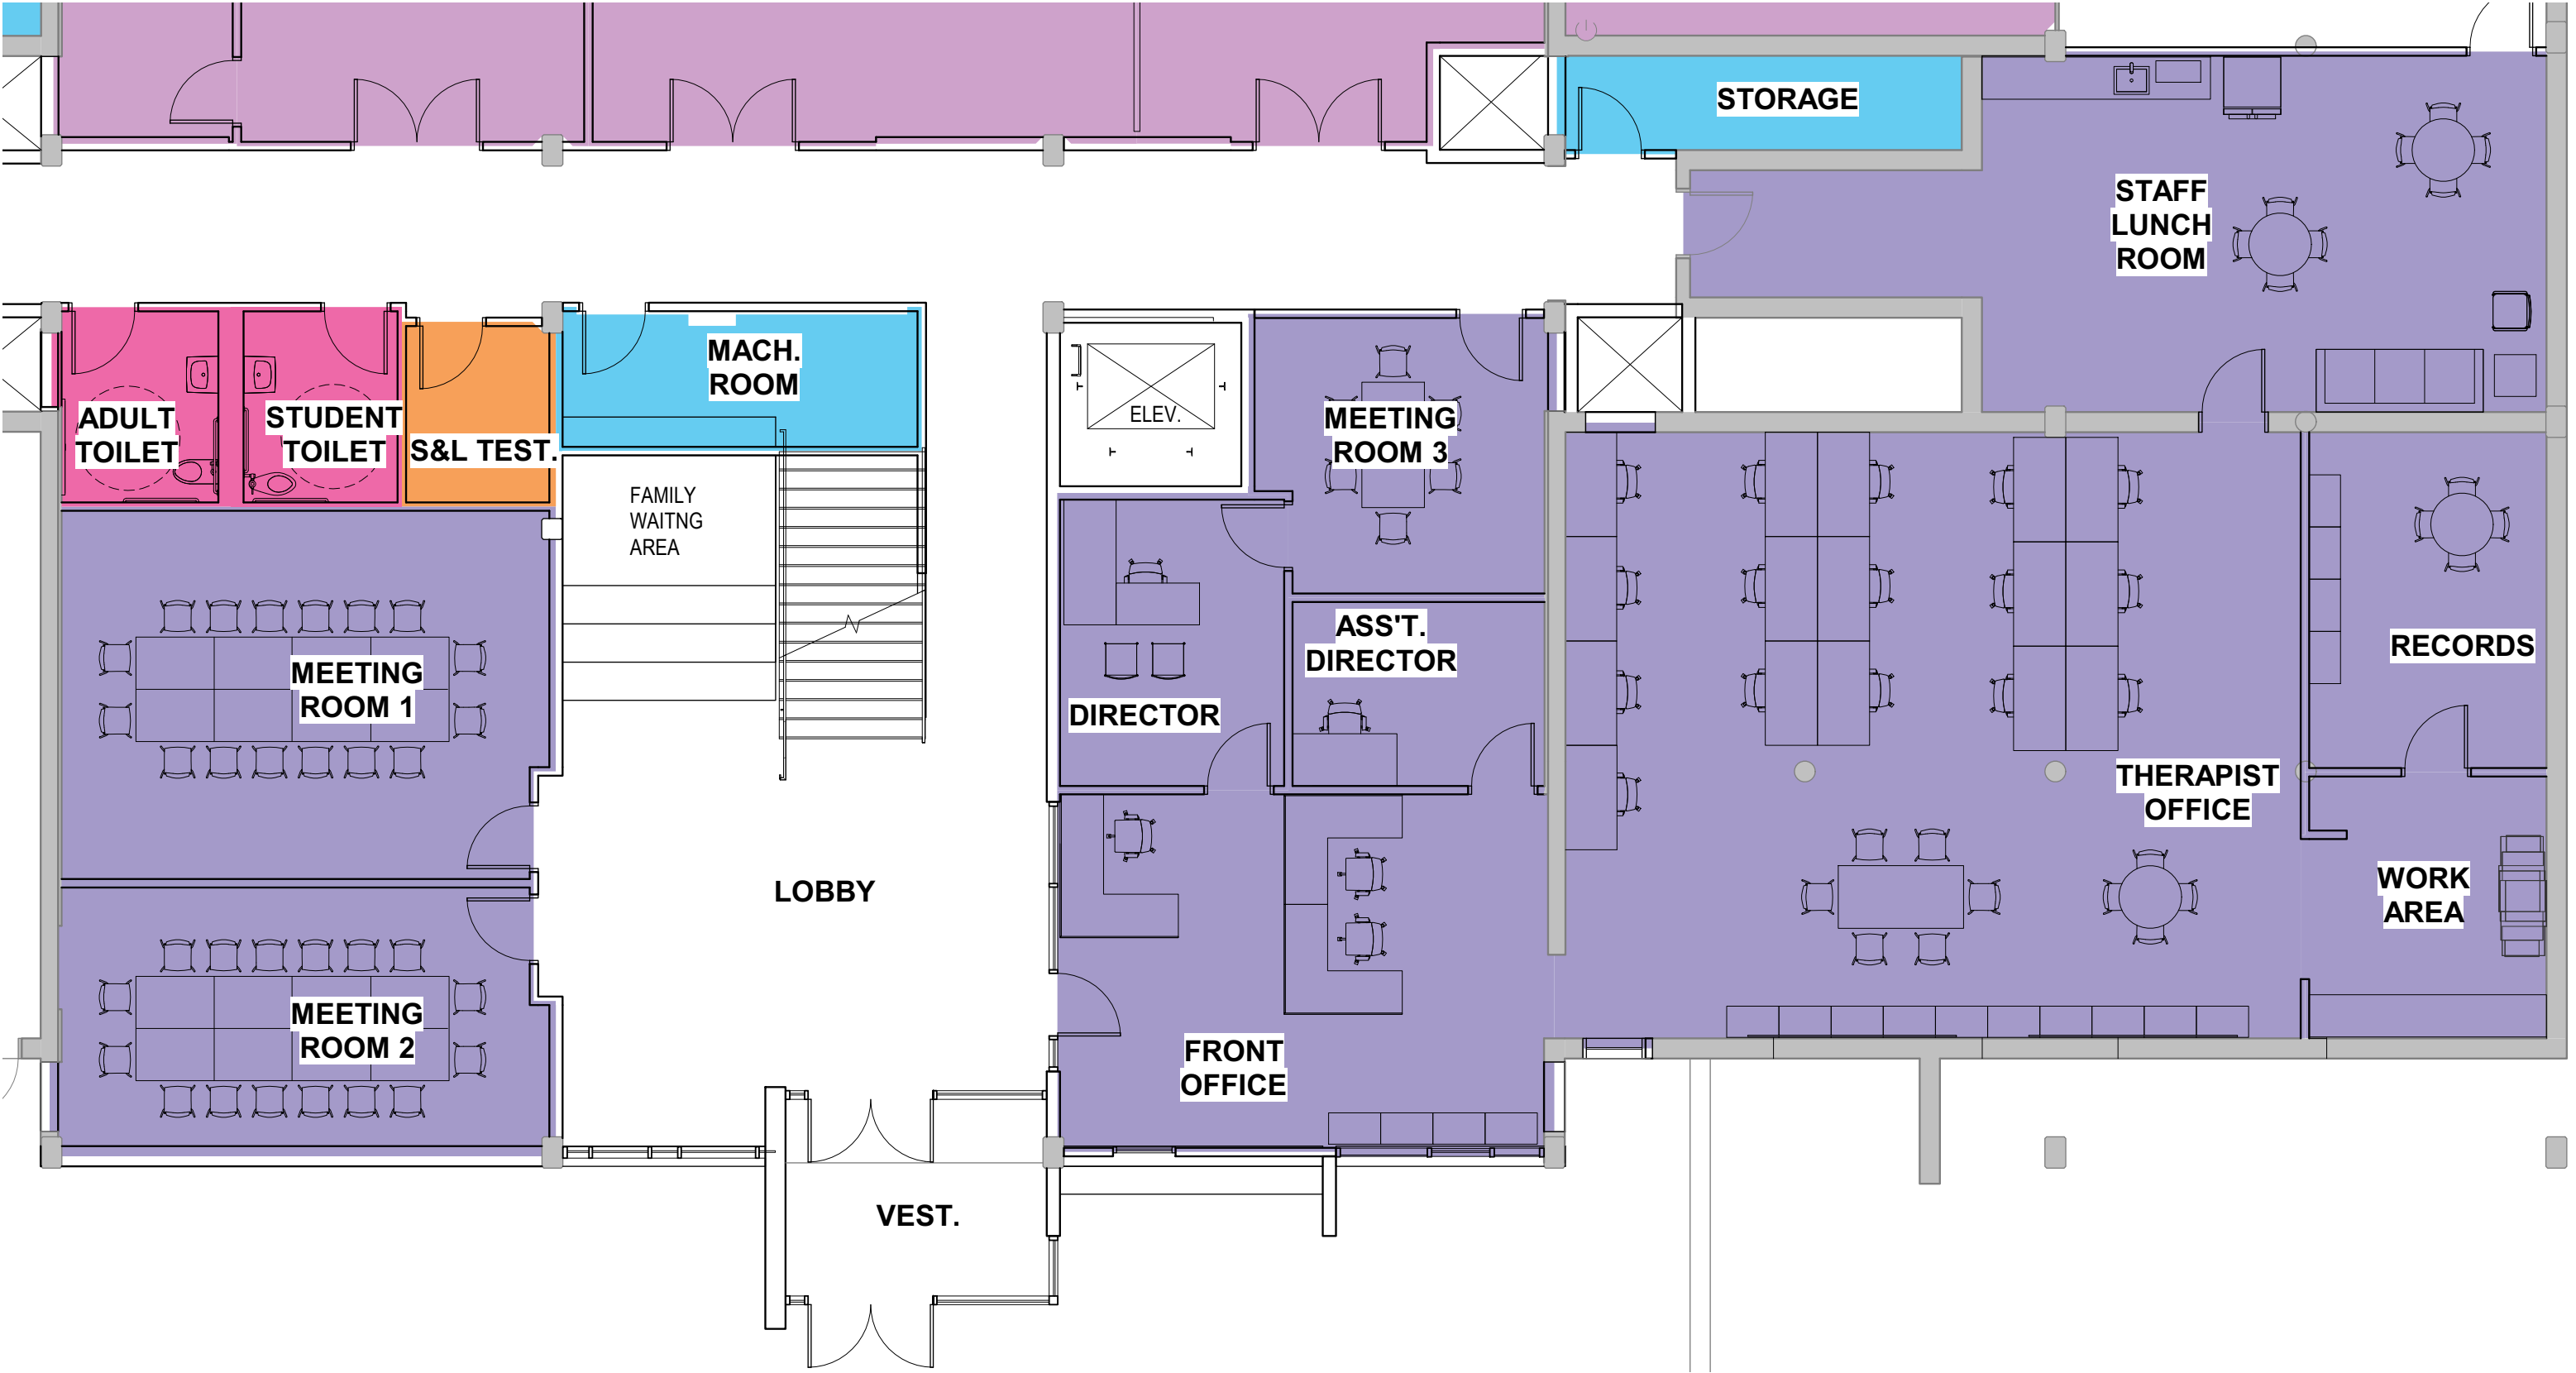 STORAGE
STAFF
LUNCH
ROOM
MACH.
ROOM
ADULT
TOILET
STUDENT
TOILET
S&L TEST.
ELEV.
MEETING
ROOM 3
FAMILY
WAITNG
AREA
ASS'T.
DIRECTOR
RECORDS
MEETING
ROOM 1
DIRECTOR
THERAPIST
OFFICE
LOBBY
WORK
AREA
MEETING
ROOM 2
FRONT
OFFICE
VEST.